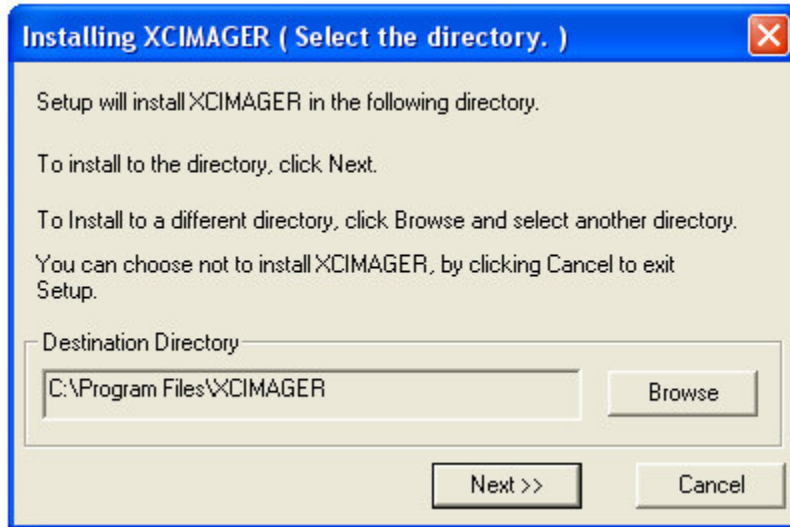 Installing XCIMAGER ( Select the directory. )
Setup will install XCIMAGER in the following directory.
To install to the directory, click Next.
To Install to a different directory, click Browse and select another directory.
You can choose not to install XCIMAGER, by clicking Cancel to exit
Setup.
Destination Directory
C:\Program Files\XCIMAGER
Browse
Next >>
Cancel